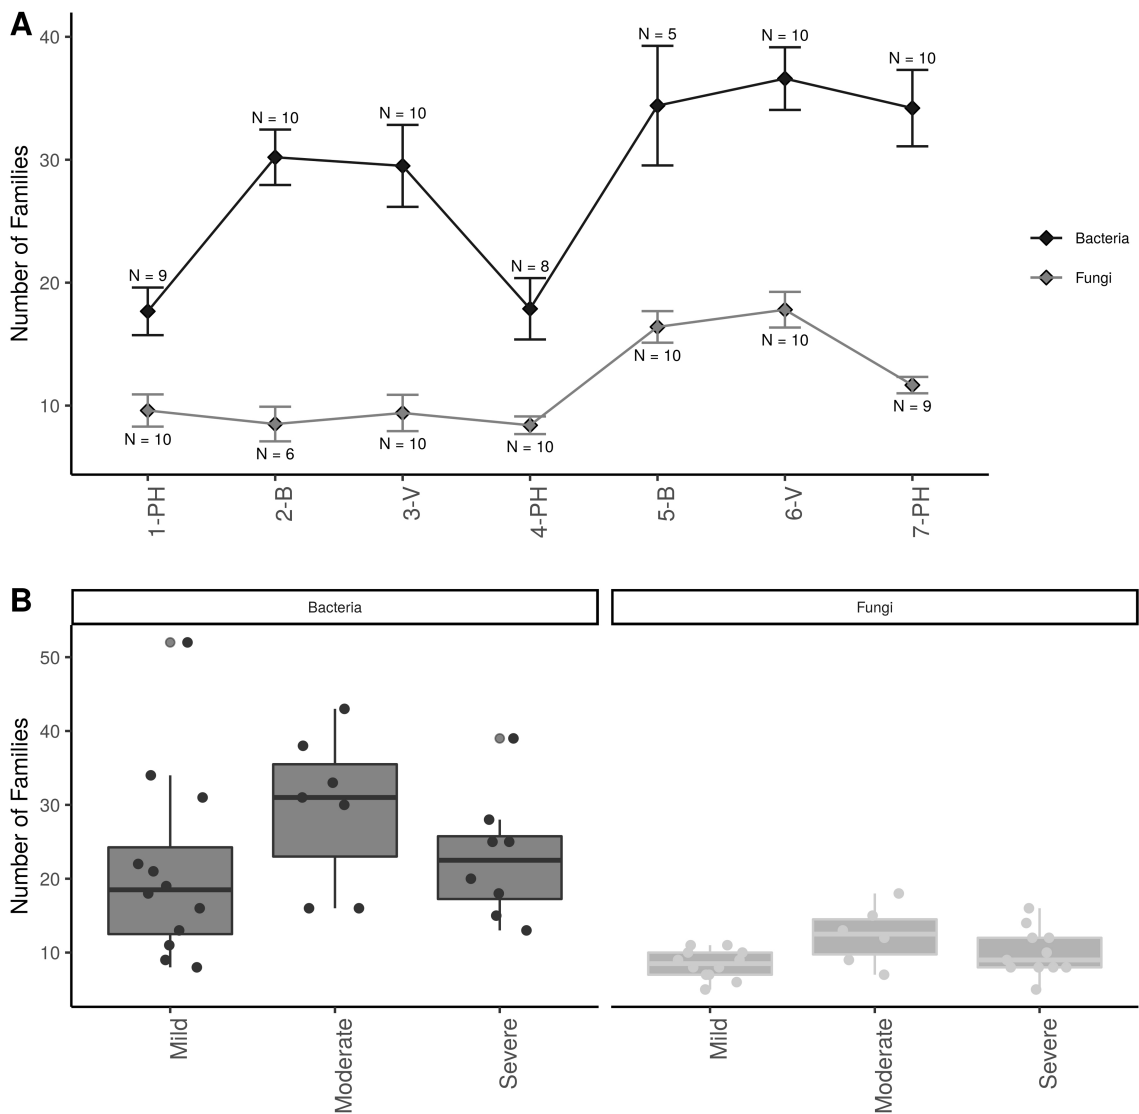 A
Number of Families
40
30
20
10
N = 9
N = 10
N = 10
N = 8
N = 5
N = 10
N = 10
N = 10
N = 6
N = 10
N = 10
N = 10
N = 10
N = 9
1-PH
2-B
3-V
4-PH
5-B
6-V
7-PH
Bacteria
Fungi
B
Bacteria
Fungi
Number of Families
50
40
30
20
10
Mild
Moderate
Severe
Mild
Moderate
Severe